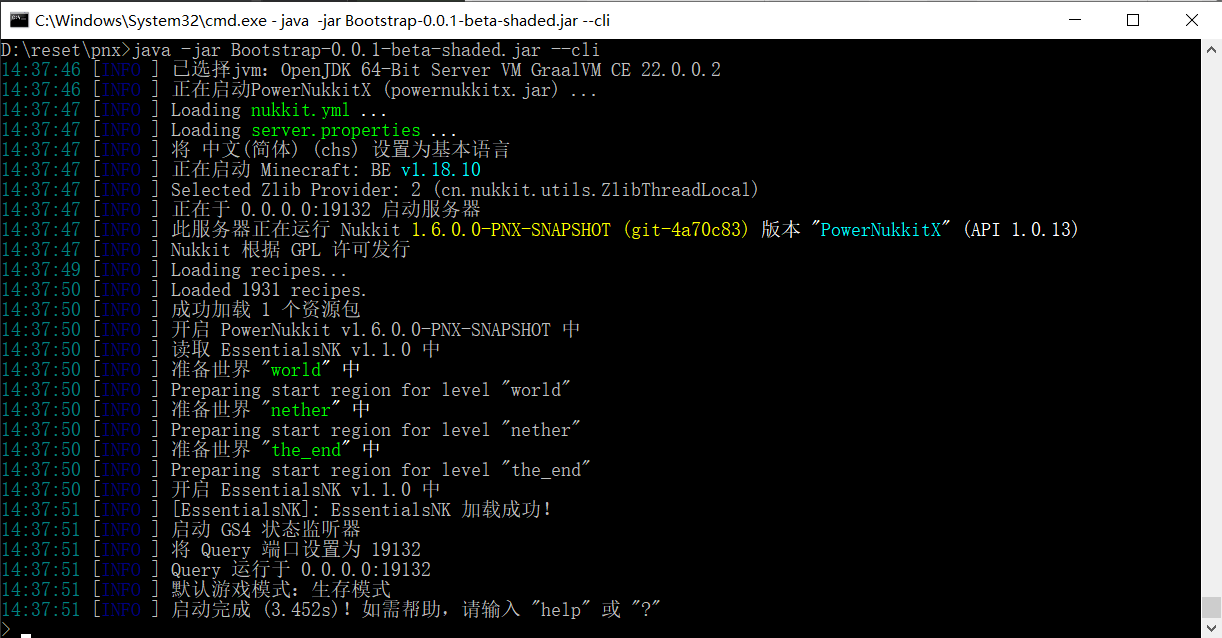 C:\Windows\System32\cmd.exe - java  -jar Bootstrap-0.0.1-beta-shaded.jar --cli
D:\reset\pnx>java -jar Bootstrap-0.0.1-beta-shaded.jar --cli
14:37:46 [INFO ] 已选择jvm: OpenJDK 64-Bit Server VM GraalVM CE 22.0.0.2
14:37:46 [INFO ] 正在启动PowerNukkitX (powernukkitx.jar) ...
14:37:47 [INFO ] Loading nukkit.yml ...
14:37:47 [INFO ] Loading server.properties ...
14:37:47 [INFO ] 将 中文(简体) (chs) 设置为基本语言
14:37:47 [INFO ] 正在启动 Minecraft: BE v1.18.10
14:37:47 [INFO ] Selected Zlib Provider: 2 (cn.nukkit.utils.ZlibThreadLocal)
14:37:47 [INFO ] 正在于 0.0.0.0:19132 启动服务器
14:37:47 [INFO ] 此服务器正在运行 Nukkit 1.6.0.0-PNX-SNAPSHOT (git-4a70c83) 版本 "PowerNukkitX" (API 1.0.13)
14:37:47 [INFO ] Nukkit 根据 GPL 许可发行
14:37:49 [INFO ] Loading recipes...
14:37:50 [INFO ] Loaded 1931 recipes.
14:37:50 [INFO ] 成功加载 1 个资源包
14:37:50 [INFO ] 开启 PowerNukkit v1.6.0.0-PNX-SNAPSHOT 中
14:37:50 [INFO ] 读取 EssentialsNK v1.1.0 中
14:37:50 [INFO ] 准备世界 "world" 中
14:37:50 [INFO ] Preparing start region for level "world"
14:37:50 [INFO ] 准备世界 "nether" 中
14:37:50 [INFO ] Preparing start region for level "nether"
14:37:50 [INFO ] 准备世界 "the_end" 中
14:37:50 [INFO ] Preparing start region for level "the_end"
14:37:50 [INFO ] 开启 EssentialsNK v1.1.0 中
14:37:51 [INFO ] [EssentialsNK]: EssentialsNK 加载成功!
14:37:51 [INFO ] 启动 GS4 状态监听器
14:37:51 [INFO ] 将 Query 端口设置为 19132
14:37:51 [INFO ] Query 运行于 0.0.0.0:19132
14:37:51 [INFO ] 默认游戏模式: 生存模式
14:37:51 [INFO ] 启动完成 (3.452s)! 如需帮助, 请输入 "help" 或 "?"
>